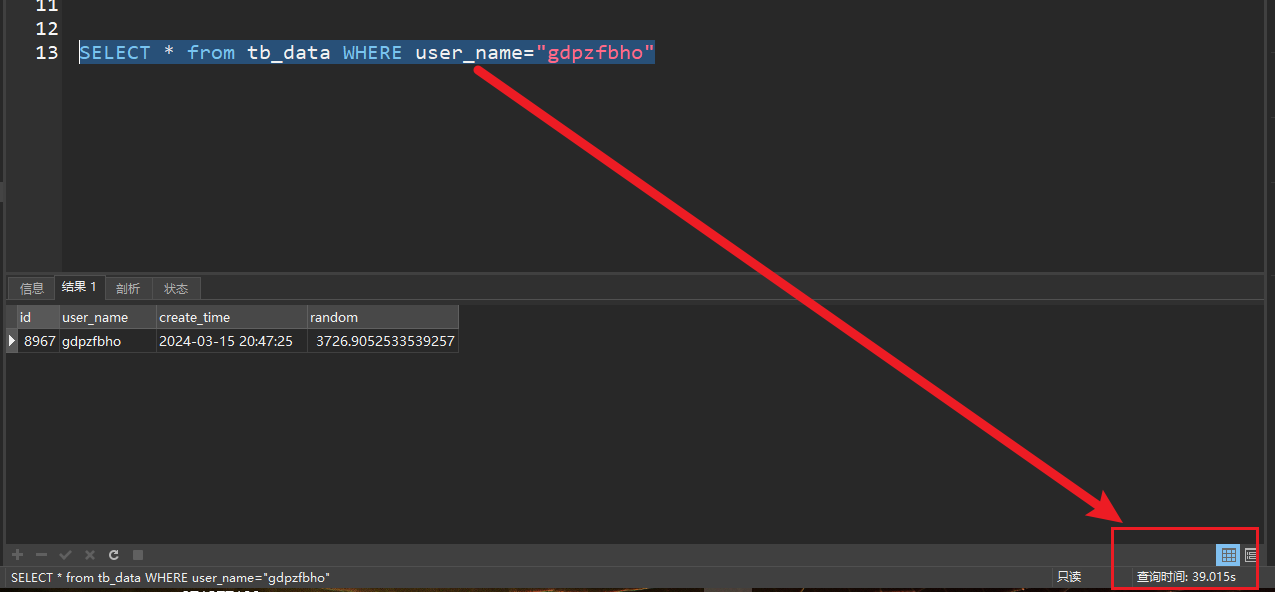 11
12
13 SELECT * from tb_data WHERE user_name="gdpzfbho"
信息 结果 1 剖析 状态
id user_name create_time random
8967 gdpzfbho 2024-03-15 20:47:25 3726.9052533539257
SELECT * from tb_data WHERE user_name="gdpzfbho" 只读 查询时间: 39.015s